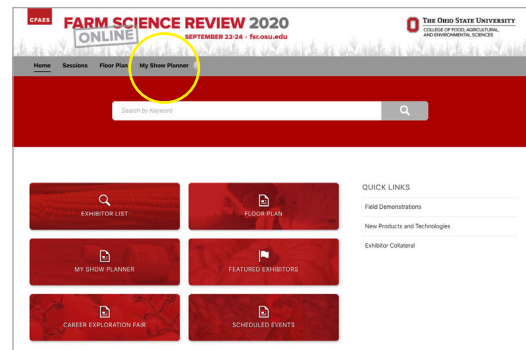 CFAES
FARM SCIENCE REVIEW 2020
ONLINE
SEPTEMBER 22-24 - fsr.osu.edu
THE OHIO STATE UNIVERSITY
COLLEGE OF FOOD, AGRICULTURAL,
AND ENVIRONMENTAL SCIENCES
Home Sessions Floor Plan My Show Planner
Search by Keyword
EXHIBITOR LIST
FLOOR PLAN
MY SHOW PLANNER
FEATURED EXHIBITORS
CAREER EXPLORATION FAIR
SCHEDULED EVENTS
QUICK LINKS
Field Demonstrations
New Products and Technologies
Exhibitor Collateral